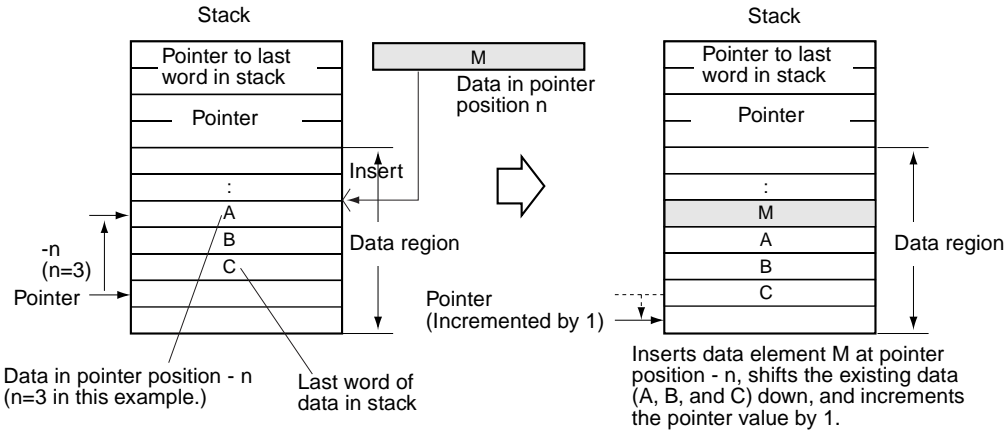 Stack
Pointer to last
word in stack
Pointer
:
A
B
C
-n
(n=3)
Pointer
M
Data in pointer
position n
Insert
Data region
Data in pointer position - n
(n=3 in this example.)
Last word of
data in stack
Stack
Pointer to last
word in stack
Pointer
:
M
A
B
C
Data region
Pointer
(Incremented by 1)
Inserts data element M at pointer
position - n, shifts the existing data
(A, B, and C) down, and increments
the pointer value by 1.